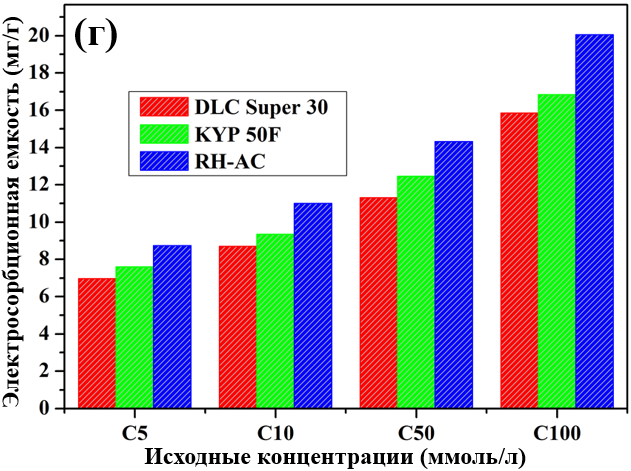 (г)
Электросорбционная емкость (мг/г)
20
18
16
14
12
10
8
6
4
2
0
DLC Super 30
KYP 50F
RH-AC
C5 C10 C50 C100
Исходные концентрации (ммоль/л)